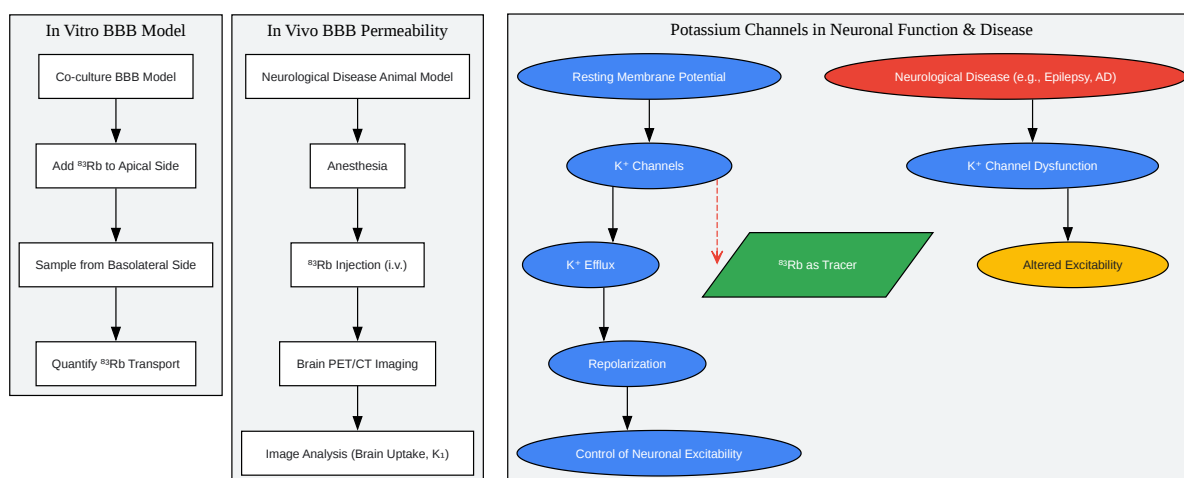 In Vitro BBB Model
Co-culture BBB Model
Add ⁸³Rb to Apical Side
Sample from Basolateral Side
Quantify ⁸³Rb Transport
In Vivo BBB Permeability
Neurological Disease Animal Model
Anesthesia
⁸³Rb Injection (i.v.)
Brain PET/CT Imaging
Image Analysis (Brain Uptake, K₁)
Potassium Channels in Neuronal Function & Disease
Resting Membrane Potential
Neurological Disease (e.g., Epilepsy, AD)
K⁺ Channels
K⁺ Channel Dysfunction
K⁺ Efflux
⁸³Rb as Tracer
Altered Excitability
Repolarization
Control of Neuronal Excitability